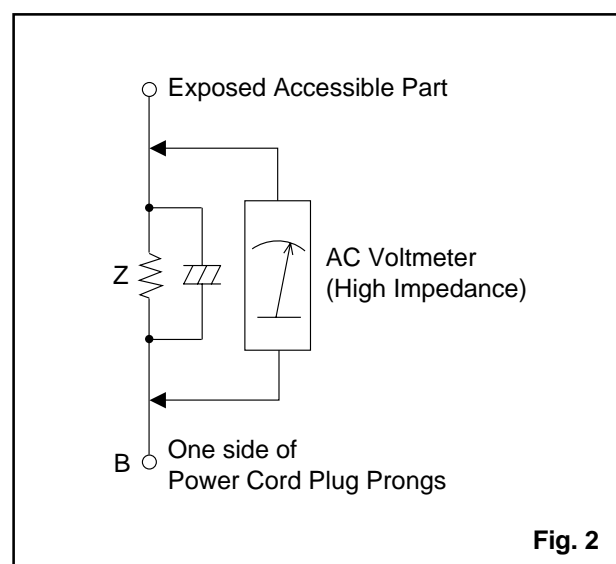 Exposed Accessible Part
Z
AC Voltmeter
(High Impedance)
B
One side of
Power Cord Plug Prongs
Fig. 2